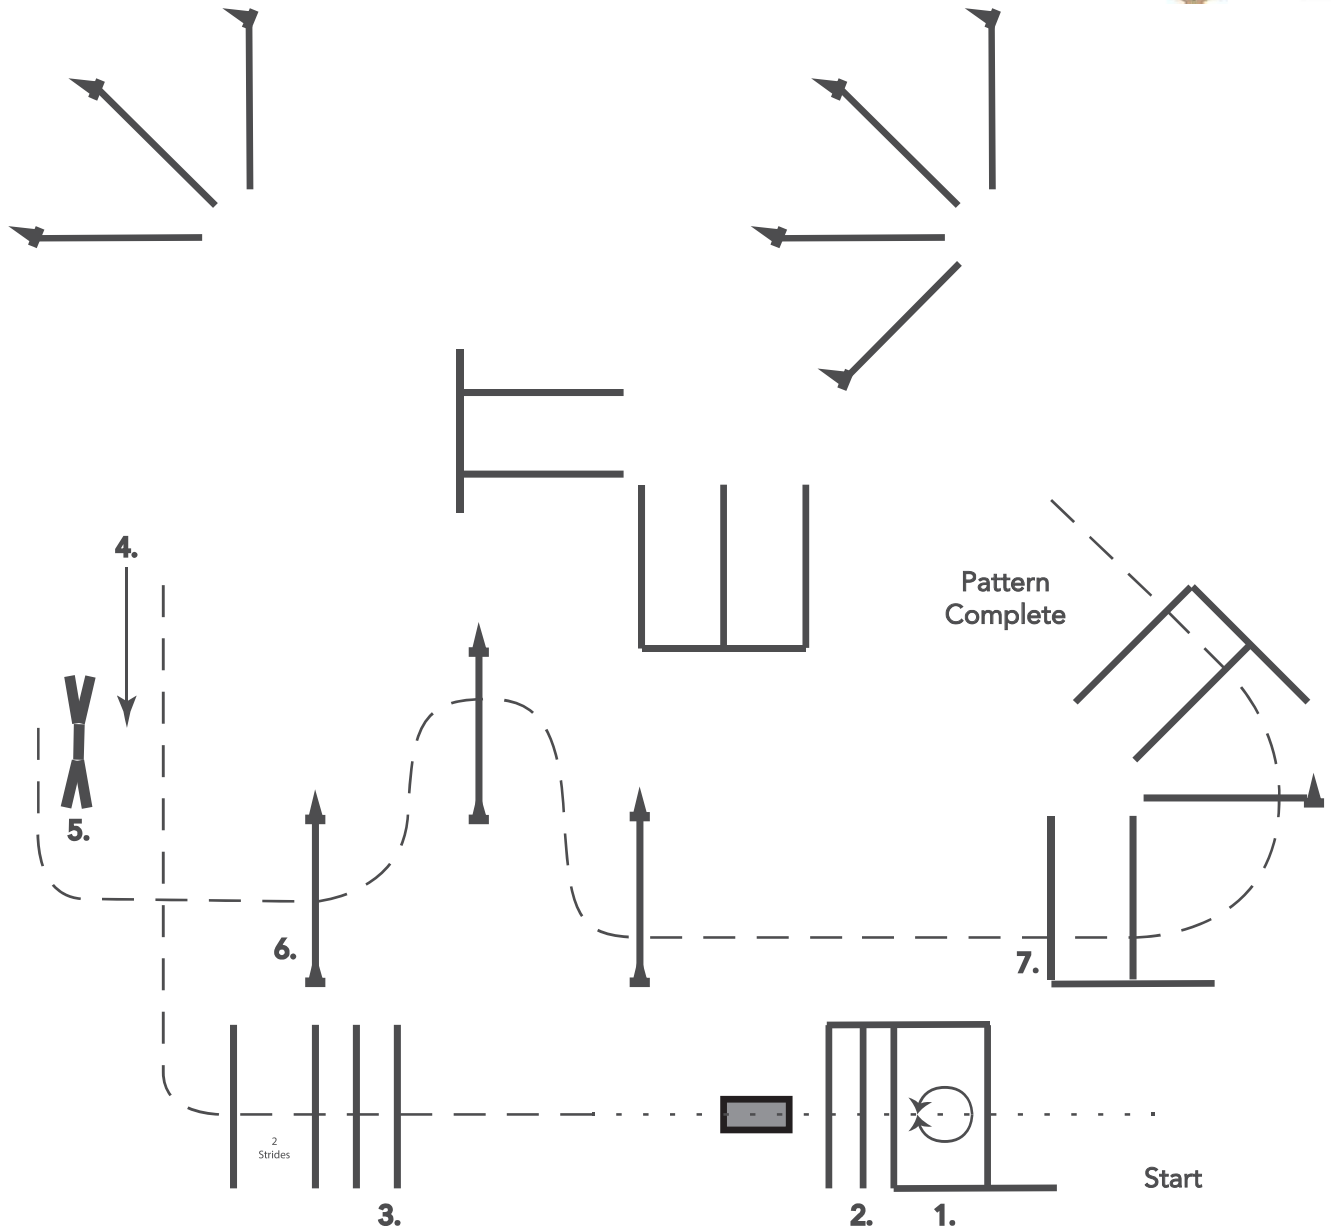 4.
Pattern
Complete
5.
6.
7.
2
Strides
Start
3.
2.
1.